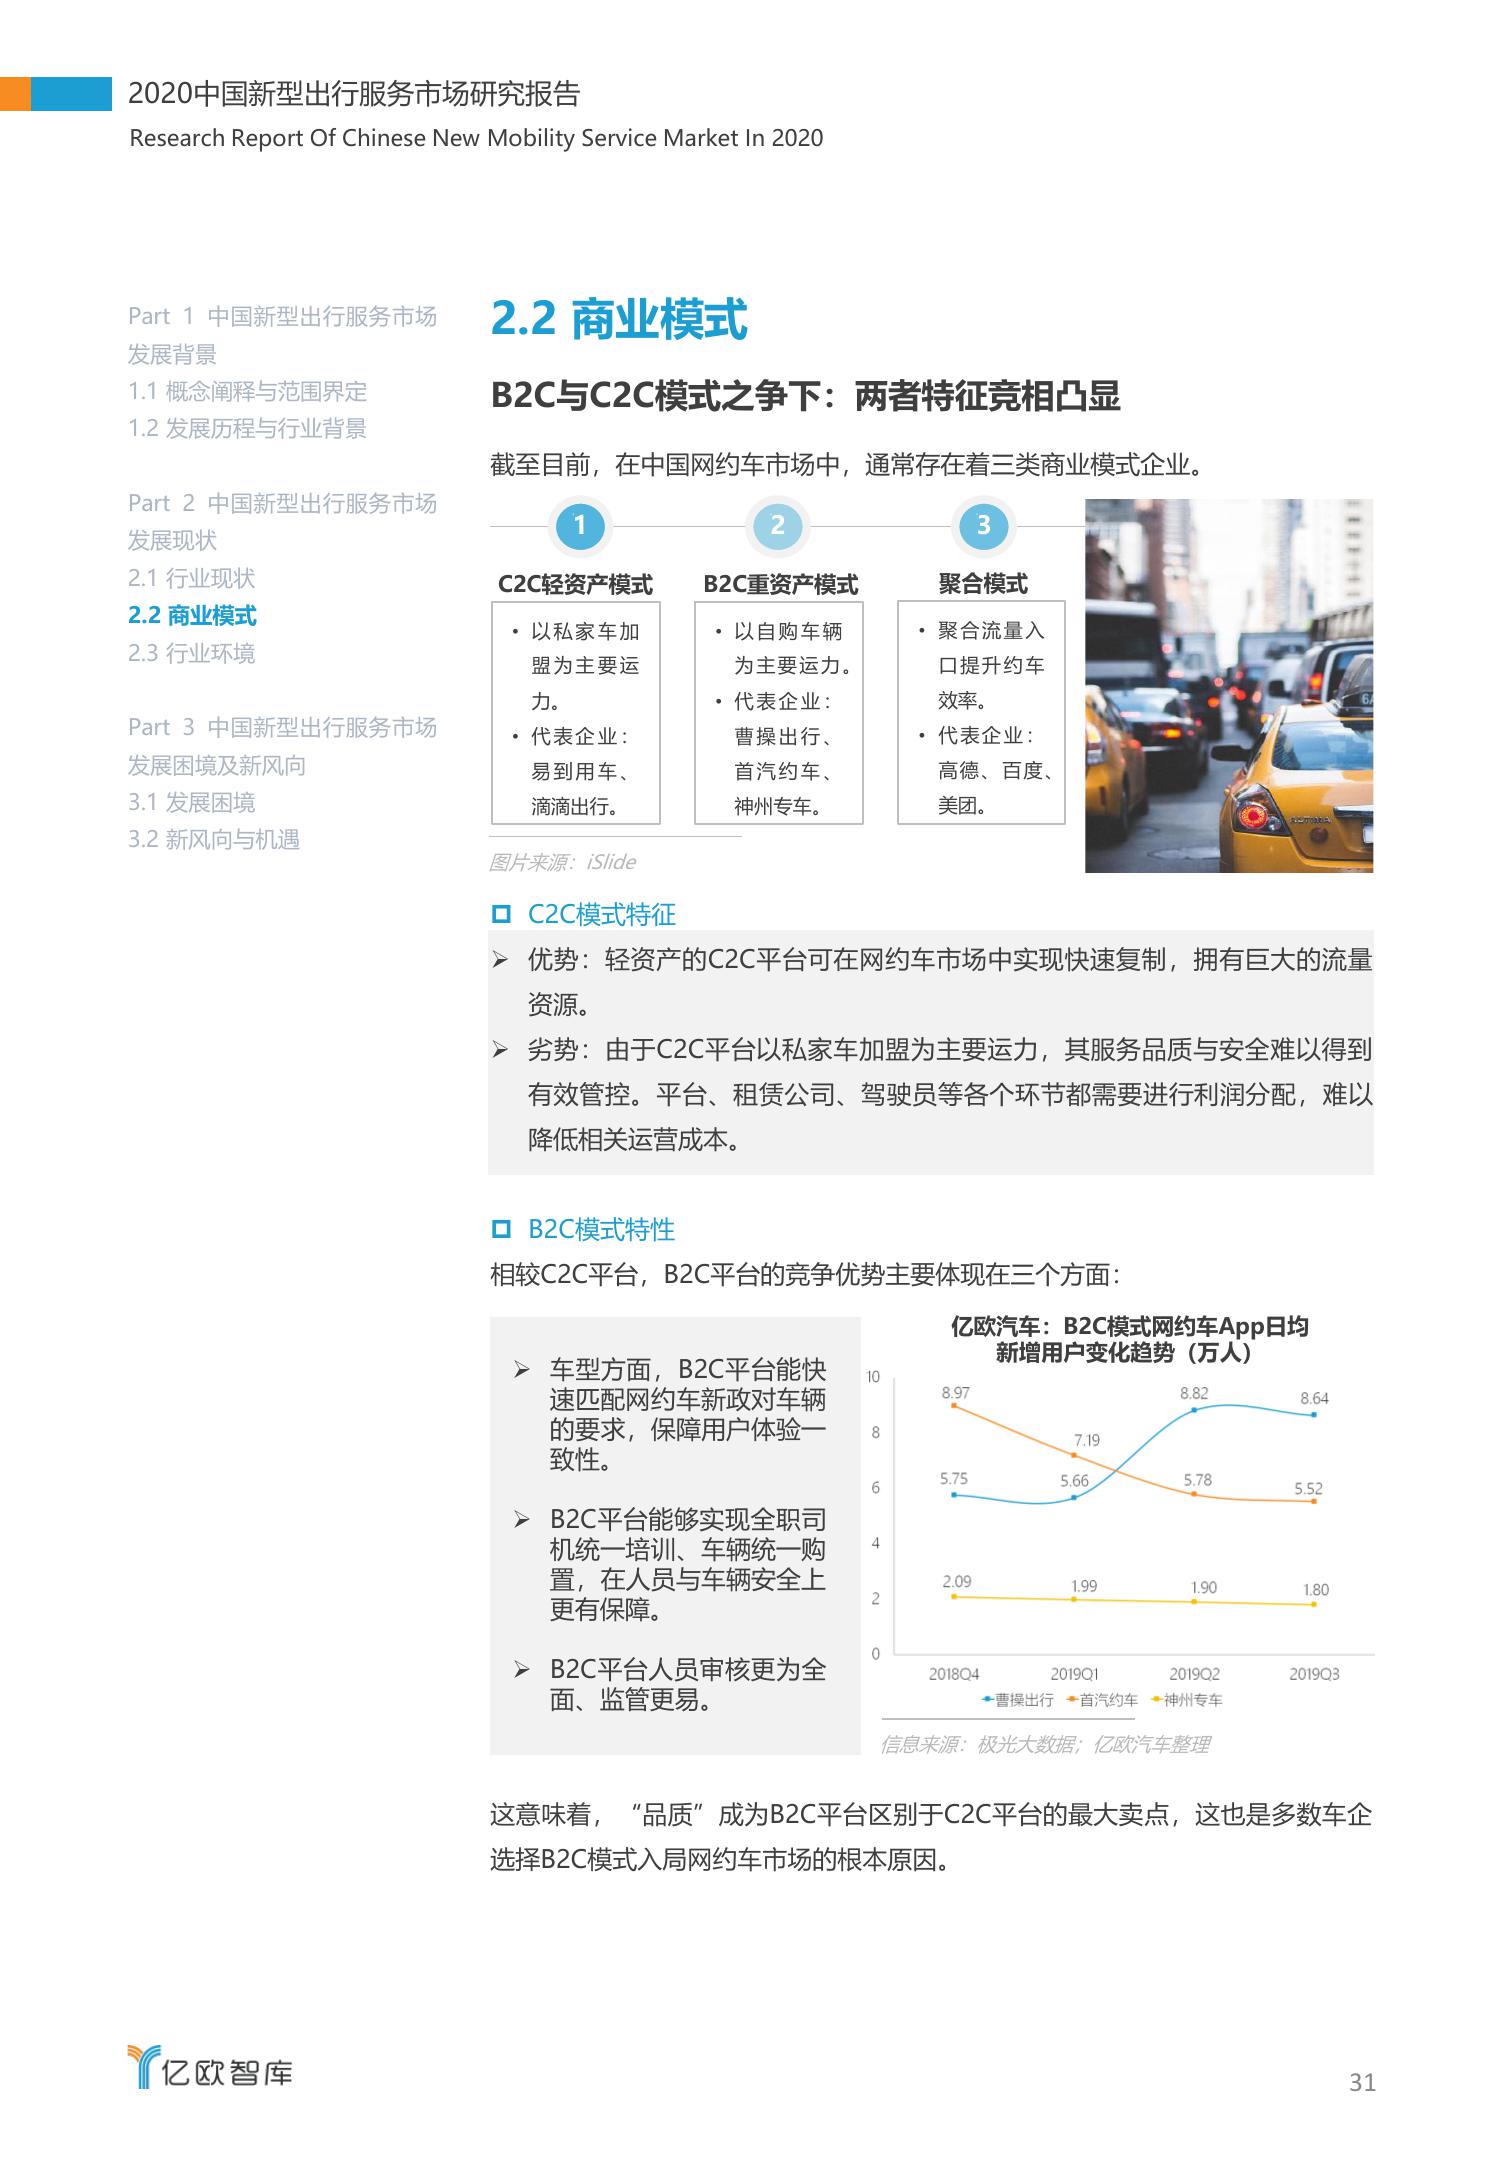 2020中国新型出行服务市场研究报告
Research Report Of Chinese New Mobility Service Market In 2020
Part 1 中国新型出行服务市场
发展背景
1.1 概念阐释与范围界定
1.2 发展历程与行业背景
Part 2 中国新型出行服务市场
发展现状
2.1 行业现状
2.2 商业模式
2.3 行业环境
Part 3 中国新型出行服务市场
发展困境及新风向
3.1 发展困境
3.2 新风向与机遇
2.2 商业模式
B2C与C2C模式之争下：两者特征竞相凸显
截至目前，在中国网约车市场中，通常存在着三类商业模式企业。
1
C2C轻资产模式
• 以私家车加
盟为主要运
力。
• 代表企业：
易到用车、
滴滴出行。
2
B2C重资产模式
• 以自购车辆
为主要运力。
• 代表企业：
曹操出行、
首汽约车、
神州专车。
3
聚合模式
• 聚合流量入
口提升约车
效率。
• 代表企业：
高德、百度、
美团。
图片来源：iSlide
C2C模式特征
➢ 优势：轻资产的C2C平台可在网约车市场中实现快速复制，拥有巨大的流量
资源。
➢ 劣势：由于C2C平台以私家车加盟为主要运力，其服务品质与安全难以得到
有效管控。平台、租赁公司、驾驶员等各个环节都需要进行利润分配，难以
降低相关运营成本。
B2C模式特性
相较C2C平台，B2C平台的竞争优势主要体现在三个方面：
➢ 车型方面，B2C平台能快
速匹配网约车新政对车辆
的要求，保障用户体验一
致性。
➢ B2C平台能够实现全职司
机统一培训、车辆统一购
置，在人员与车辆安全上
更有保障。
➢ B2C平台人员审核更为全
面、监管更易。
亿欧汽车：B2C模式网约车App日均
新增用户变化趋势（万人）
10
8
6
4
2
0
8.97
7.19
5.78
5.52
5.75
5.66
8.82
8.64
2.09
1.99
1.90
1.80
2018Q4 2019Q1 2019Q2 2019Q3
曹操出行 首汽约车 神州专车
信息来源：极光大数据；亿欧汽车整理
这意味着，“品质”成为B2C平台区别于C2C平台的最大卖点，这也是多数车企
选择B2C模式入局网约车市场的根本原因。
亿欧智库
31